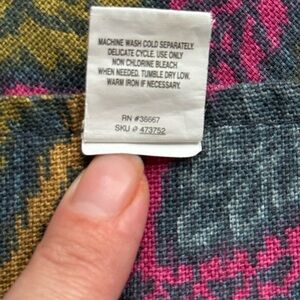 MACHINE WASH COLD SEPARATELY
DELICATE CYCLE. USE ONLY
NON CHLORINE BLEACH
WHEN NEEDED. TUMBLE DRY LOW,
WARM IRON IF NECESSARY.
RN #36667
SKU # 473752